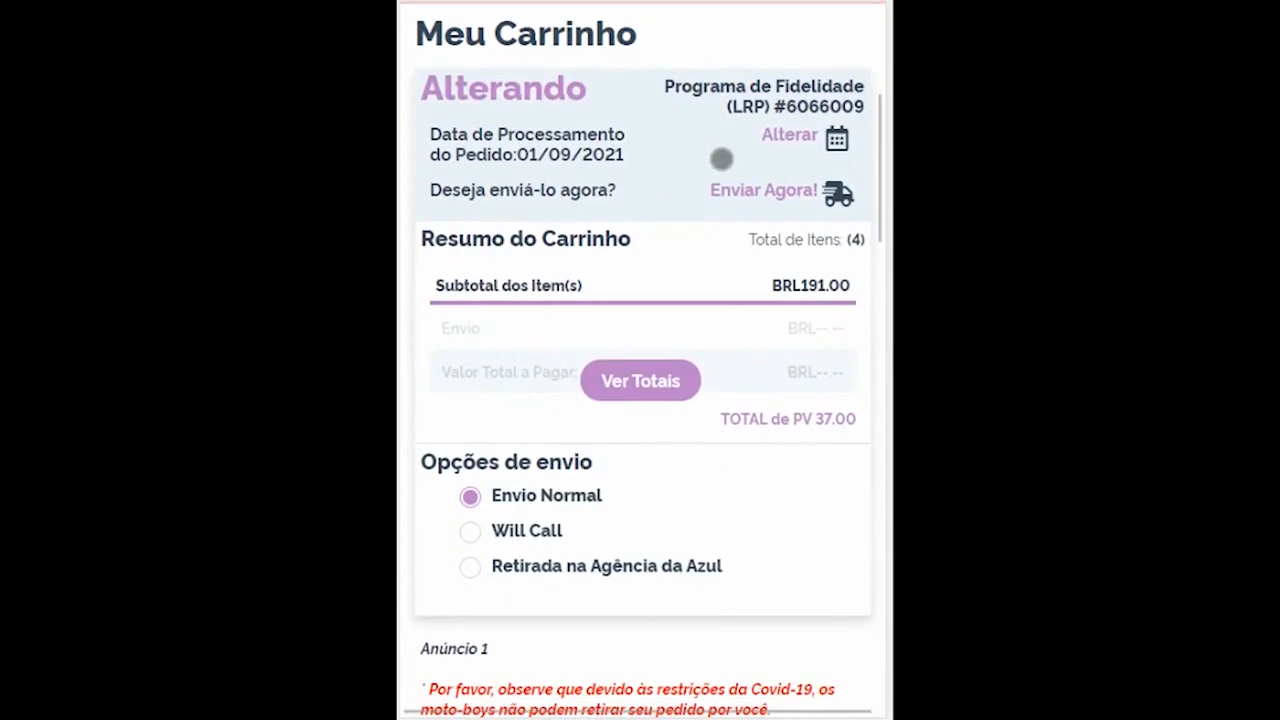 Meu Carrinho
Alterando
Programa de Fidelidade
(LRP) #6066009
Data de Processamento
do Pedido:01/09/2021
Alterar
Deseja enviá-lo agora?
Enviar Agora!
Resumo do Carrinho
Total de Itens: (4)
Subtotal dos Item(s)
BRL191.00
Envio
BRL--.--
Valor Total a Pagar:
BRL--.--
Ver Totais
TOTAL de PV 37.00
Opções de envio
Envio Normal
Will Call
Retirada na Agência da Azul
Anúncio 1
* Por favor, observe que devido às restrições da Covid-19, os
moto-boys não podem retirar seu pedido por você.